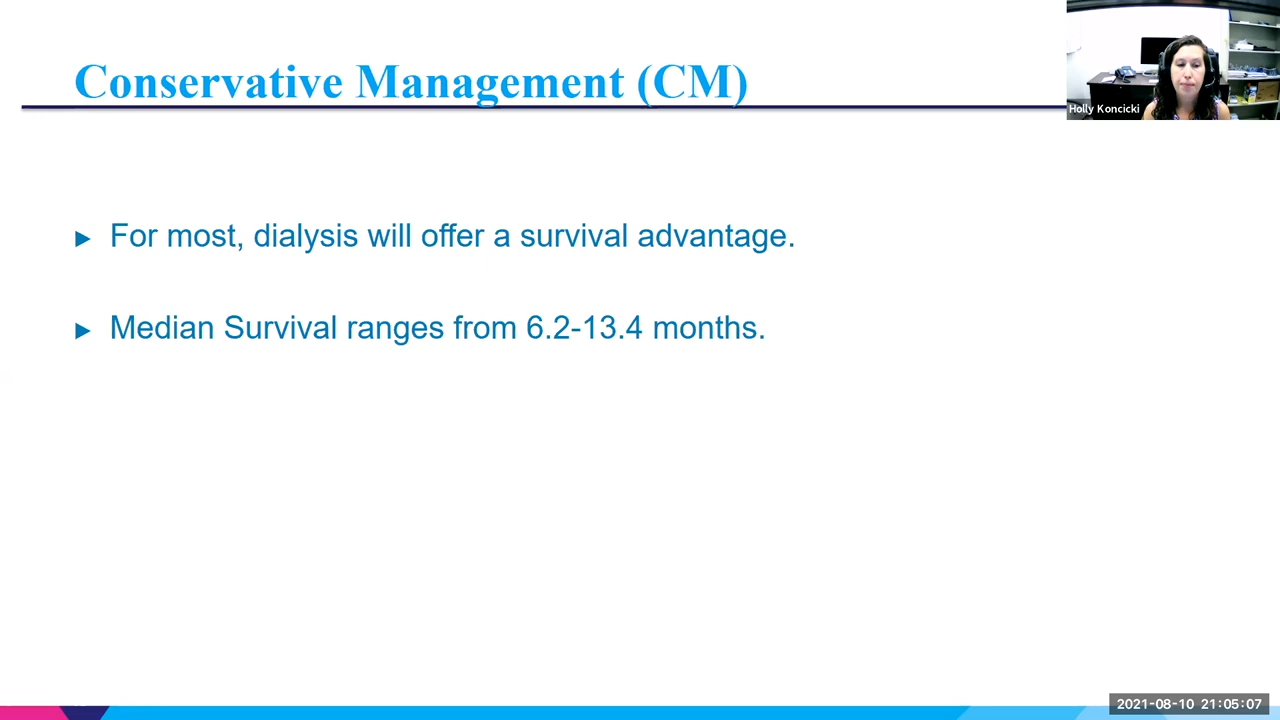 Conservative Management (CM)
Holly Koncicki
For most, dialysis will offer a survival advantage.
Median Survival ranges from 6.2-13.4 months.
2021-08-10 21:05:07